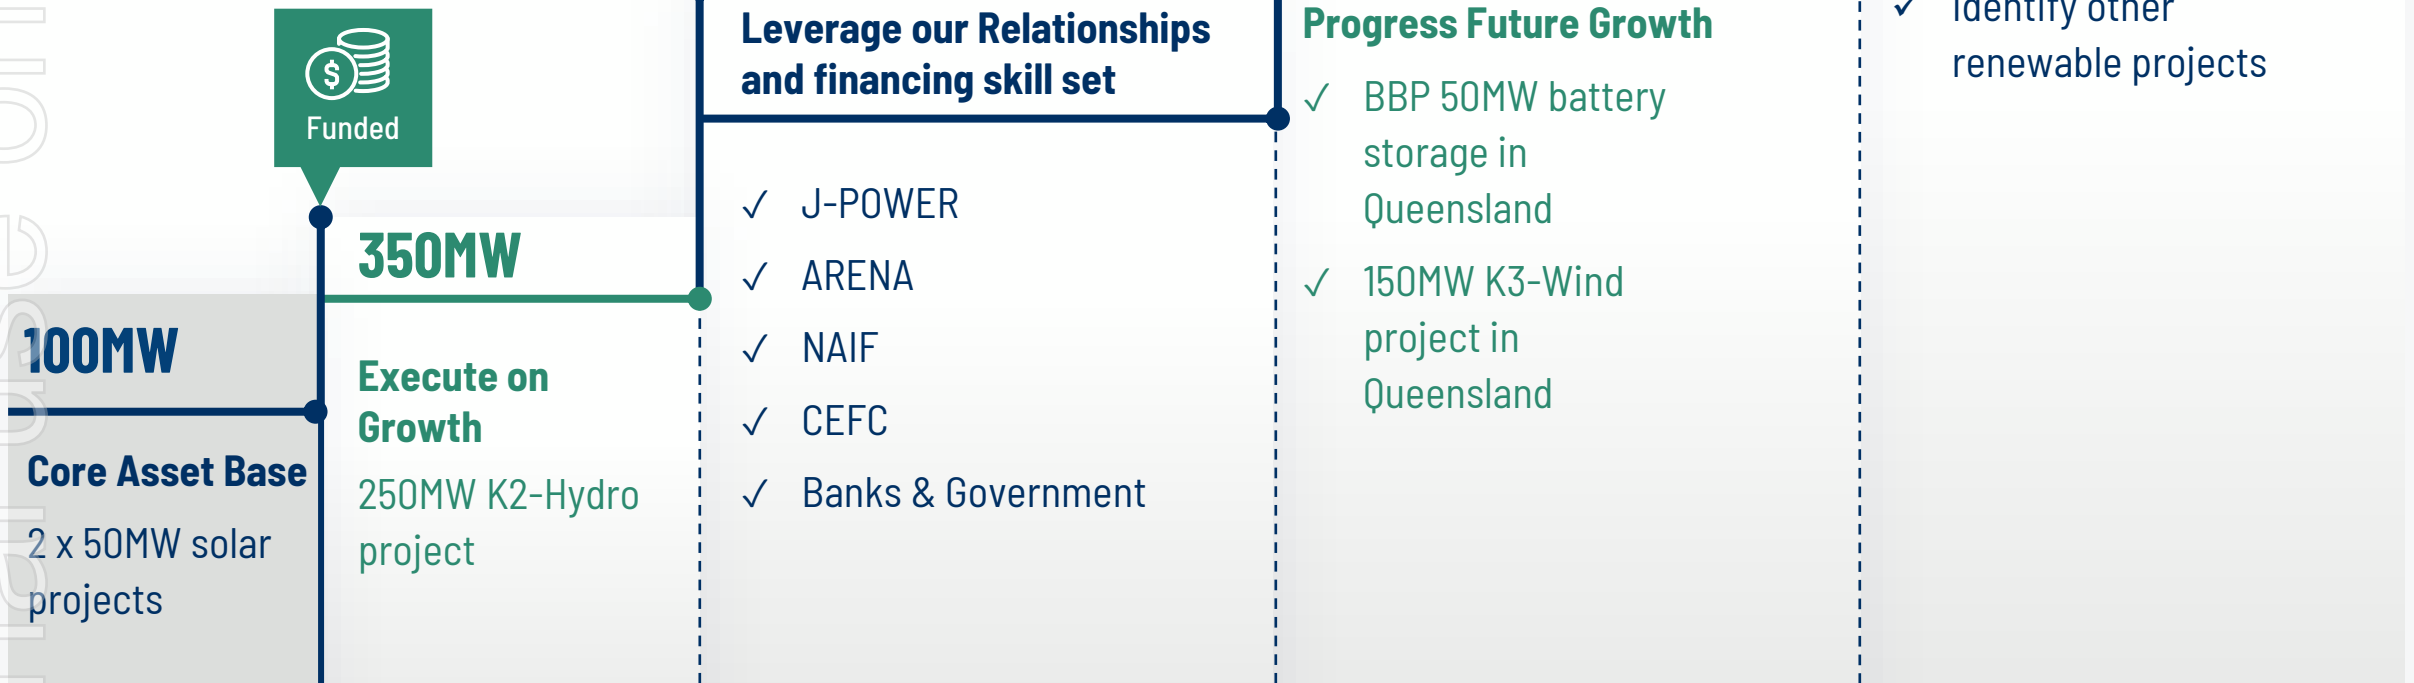 Funded
100MW
Core Asset Base
2 x 50MW solar
projects
350MW
Execute on
Growth
250MW K2-Hydro
project
Leverage our Relationships
and financing skill set
✓ J-POWER
✓ ARENA
✓ NAIF
✓ CEFC
✓ Banks & Government
Progress Future Growth
✓ BBP 50MW battery
storage in
Queensland
✓ 150MW K3-Wind
project in
Queensland
✓ Identify other
renewable projects